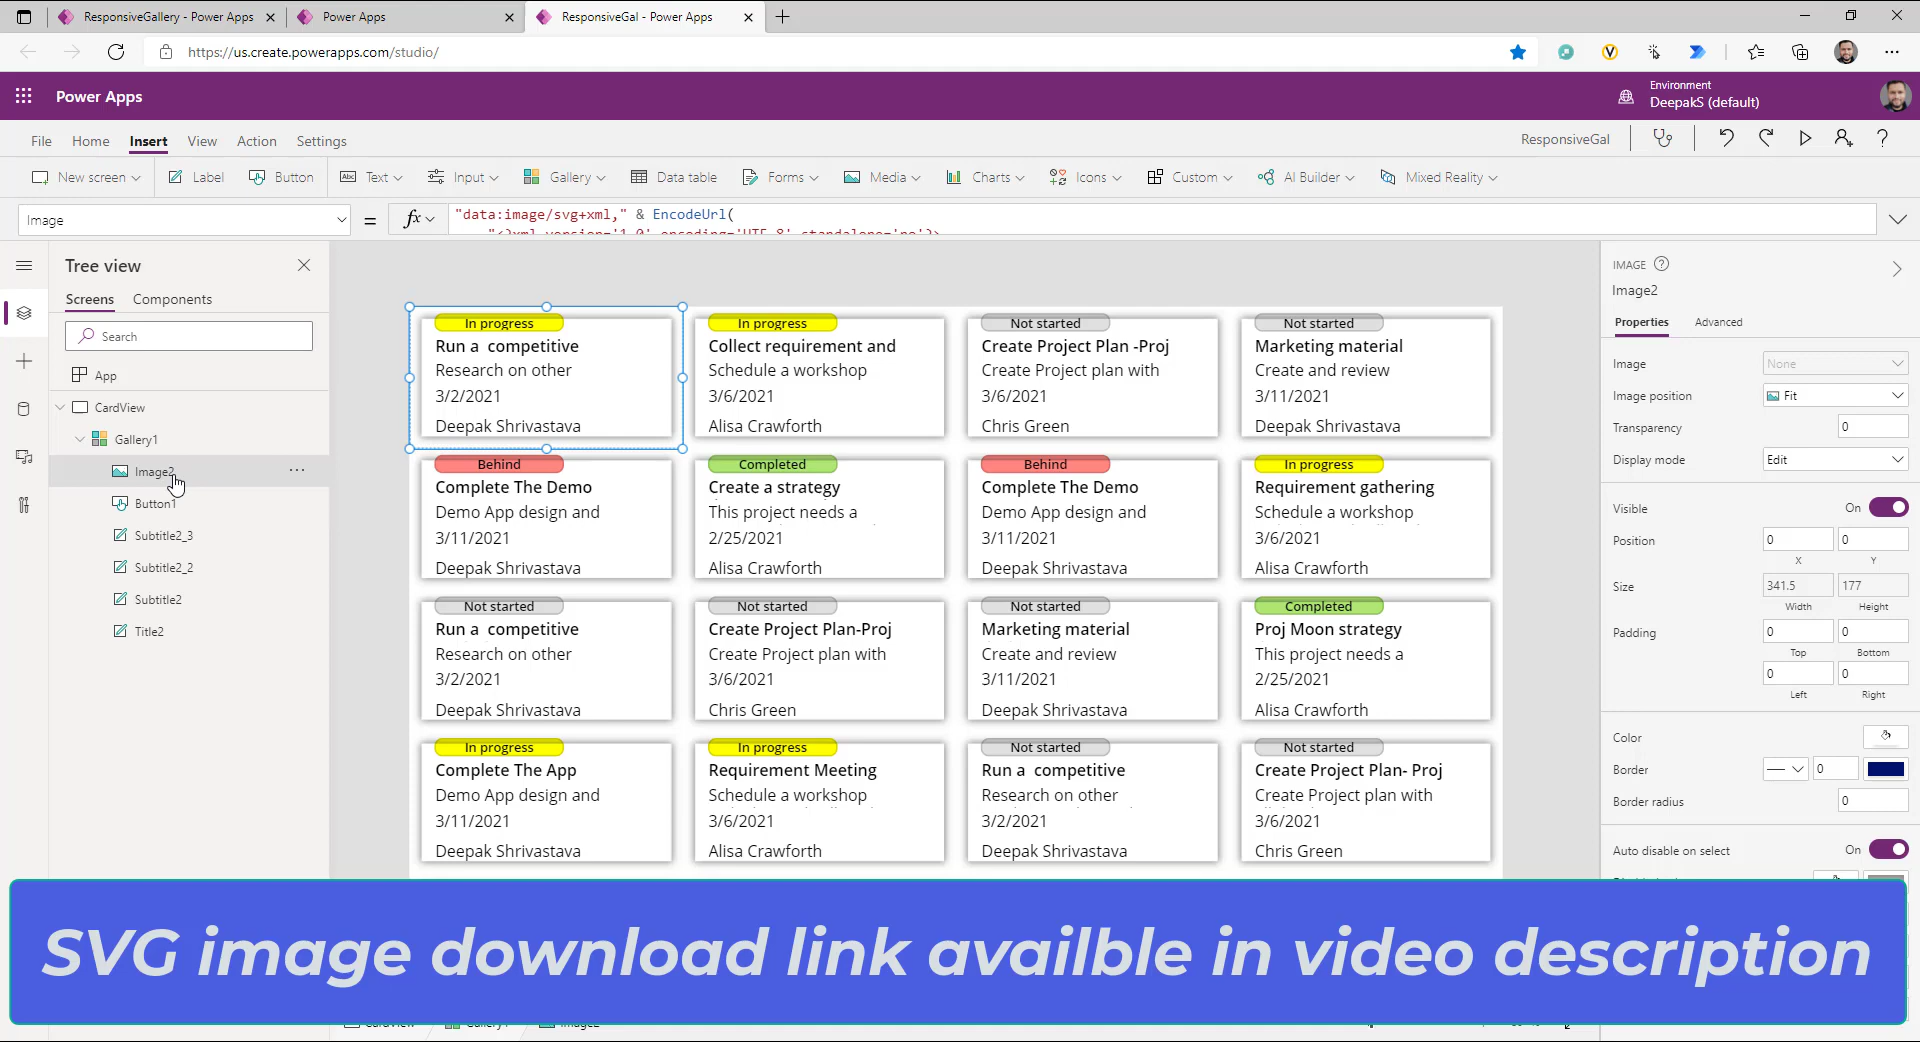 ResponsiveGallery - Power Apps
Power Apps
ResponsiveGal - Power Apps
https://us.create.powerapps.com/studio/
Power Apps
Environment
DeepakS (default)
File Home Insert View Action Settings
ResponsiveGal
New screen Label Button Text Input Gallery Data table Forms Media Charts Icons Custom AI Builder Mixed Reality
Image = fx "data:image/svg+xml," & EncodeUrl(
"<?xml version='1.0' encoding='UTF-8' standalone='no'?>
Tree view
Screens Components
Search
App
CardView
Gallery1
Image2 ...
Button1
Subtitle2_3
Subtitle2_2
Subtitle2
Title2
In progress
Run a competitive
Research on other
3/2/2021
Deepak Shrivastava
In progress
Collect requirement and
Schedule a workshop
3/6/2021
Alisa Crawforth
Not started
Create Project Plan -Proj
Create Project plan with
3/6/2021
Chris Green
Not started
Marketing material
Create and review
3/11/2021
Deepak Shrivastava
Behind
Complete The Demo
Demo App design and
3/11/2021
Deepak Shrivastava
Completed
Create a strategy
This project needs a
2/25/2021
Alisa Crawforth
Behind
Complete The Demo
Demo App design and
3/11/2021
Deepak Shrivastava
In progress
Requirement gathering
Schedule a workshop
3/6/2021
Alisa Crawforth
Not started
Run a competitive
Research on other
3/2/2021
Deepak Shrivastava
Not started
Create Project Plan-Proj
Create Project plan with
3/6/2021
Chris Green
Not started
Marketing material
Create and review
3/11/2021
Deepak Shrivastava
Completed
Proj Moon strategy
This project needs a
2/25/2021
Alisa Crawforth
In progress
Complete The App
Demo App design and
3/11/2021
Deepak Shrivastava
In progress
Requirement Meeting
Schedule a workshop
3/6/2021
Alisa Crawforth
Not started
Run a competitive
Research on other
3/2/2021
Deepak Shrivastava
Not started
Create Project Plan- Proj
Create Project plan with
3/6/2021
Chris Green
IMAGE
Image2
Properties Advanced
Image None
Image position Fit
Transparency 0
Display mode Edit
Visible On
Position 0 0
X Y
Size 341.5 177
Width Height
Padding 0 0
Top Bottom
0 0
Left Right
Color
Border 0
Border radius 0
Auto disable on select On
SVG image download link availble in video description